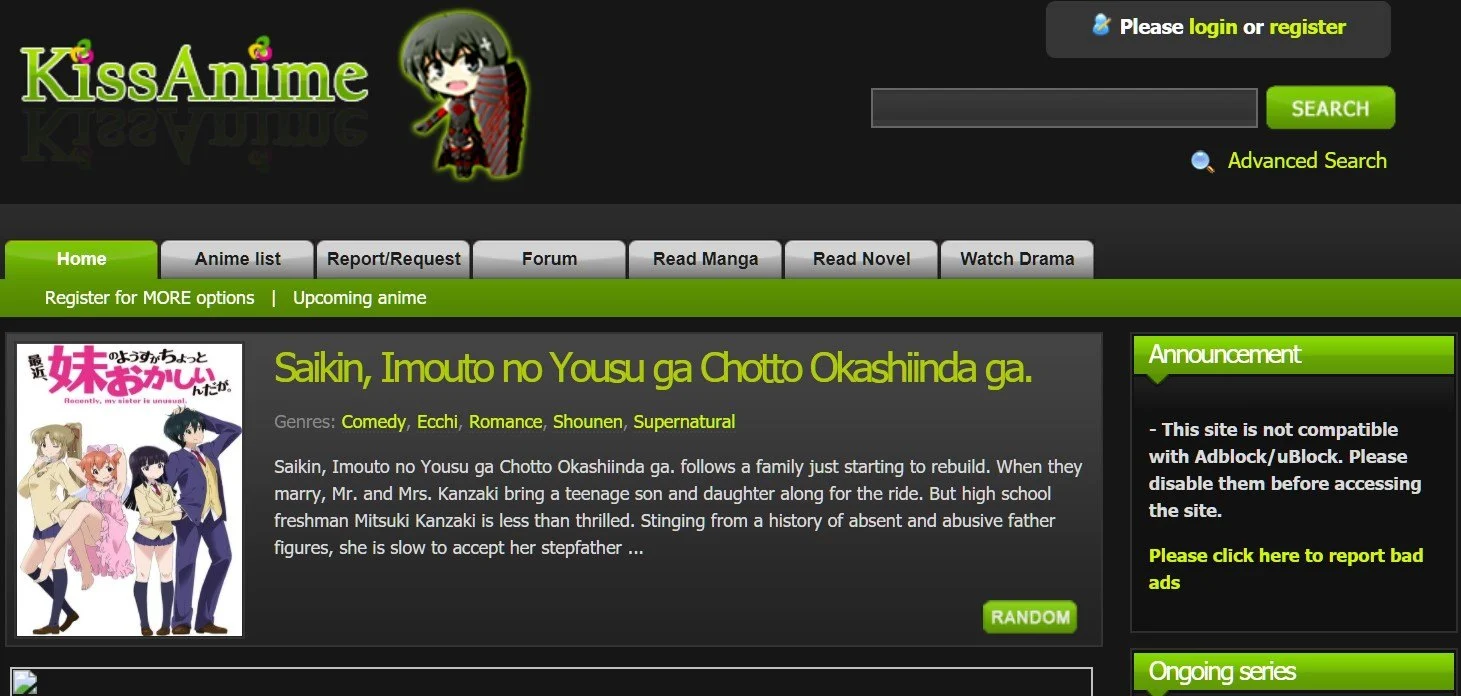 KissAnime
Please login or register
SEARCH
Advanced Search
Home
Anime list
Report/Request
Forum
Read Manga
Read Novel
Watch Drama
Register for MORE options | Upcoming anime
最近、妹のようすがちょっと
おかしいんだが。
Recently, my sister is unusual.
Saikin, Imouto no Yousu ga Chotto Okashiinda ga.
Genres: Comedy, Ecchi, Romance, Shounen, Supernatural
Saikin, Imouto no Yousu ga Chotto Okashiinda ga. follows a family just starting to rebuild. When they
marry, Mr. and Mrs. Kanzaki bring a teenage son and daughter along for the ride. But high school
freshman Mitsuki Kanzaki is less than thrilled. Stinging from a history of absent and abusive father
figures, she is slow to accept her stepfather ...
RANDOM
Announcement
- This site is not compatible
with Adblock/uBlock. Please
disable them before accessing
the site.
Please click here to report bad
ads
Ongoing series